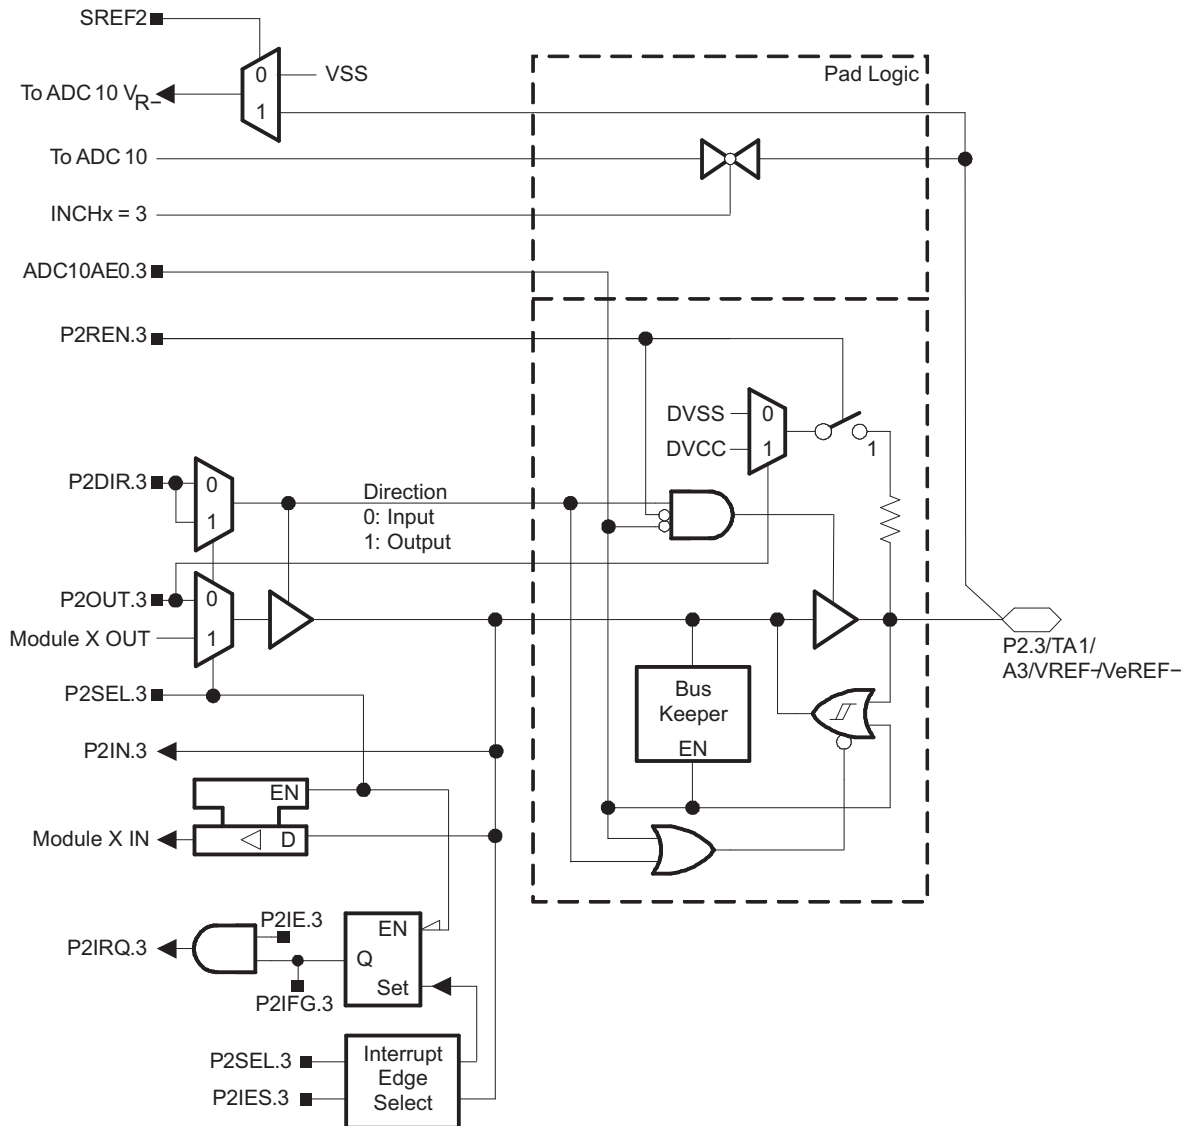 SREF2
0
VSS
Pad Logic
To ADC 10 VR−
1
To ADC 10
INCHx = 3
ADC10AE0.3
P2REN.3
DVSS
0
DVCC
1
1
P2DIR.3
0
1
Direction
0: Input
1: Output
P2OUT.3
0
Module X OUT
1
P2.3/TA1/
A3/VREF−/VeREF−
P2SEL.3
Bus
Keeper
EN
P2IN.3
EN
Module X IN
D
P2IE.3
EN
P2IRQ.3
Q
Set
P2IFG.3
P2SEL.3
P2IES.3
Interrupt
Edge
Select